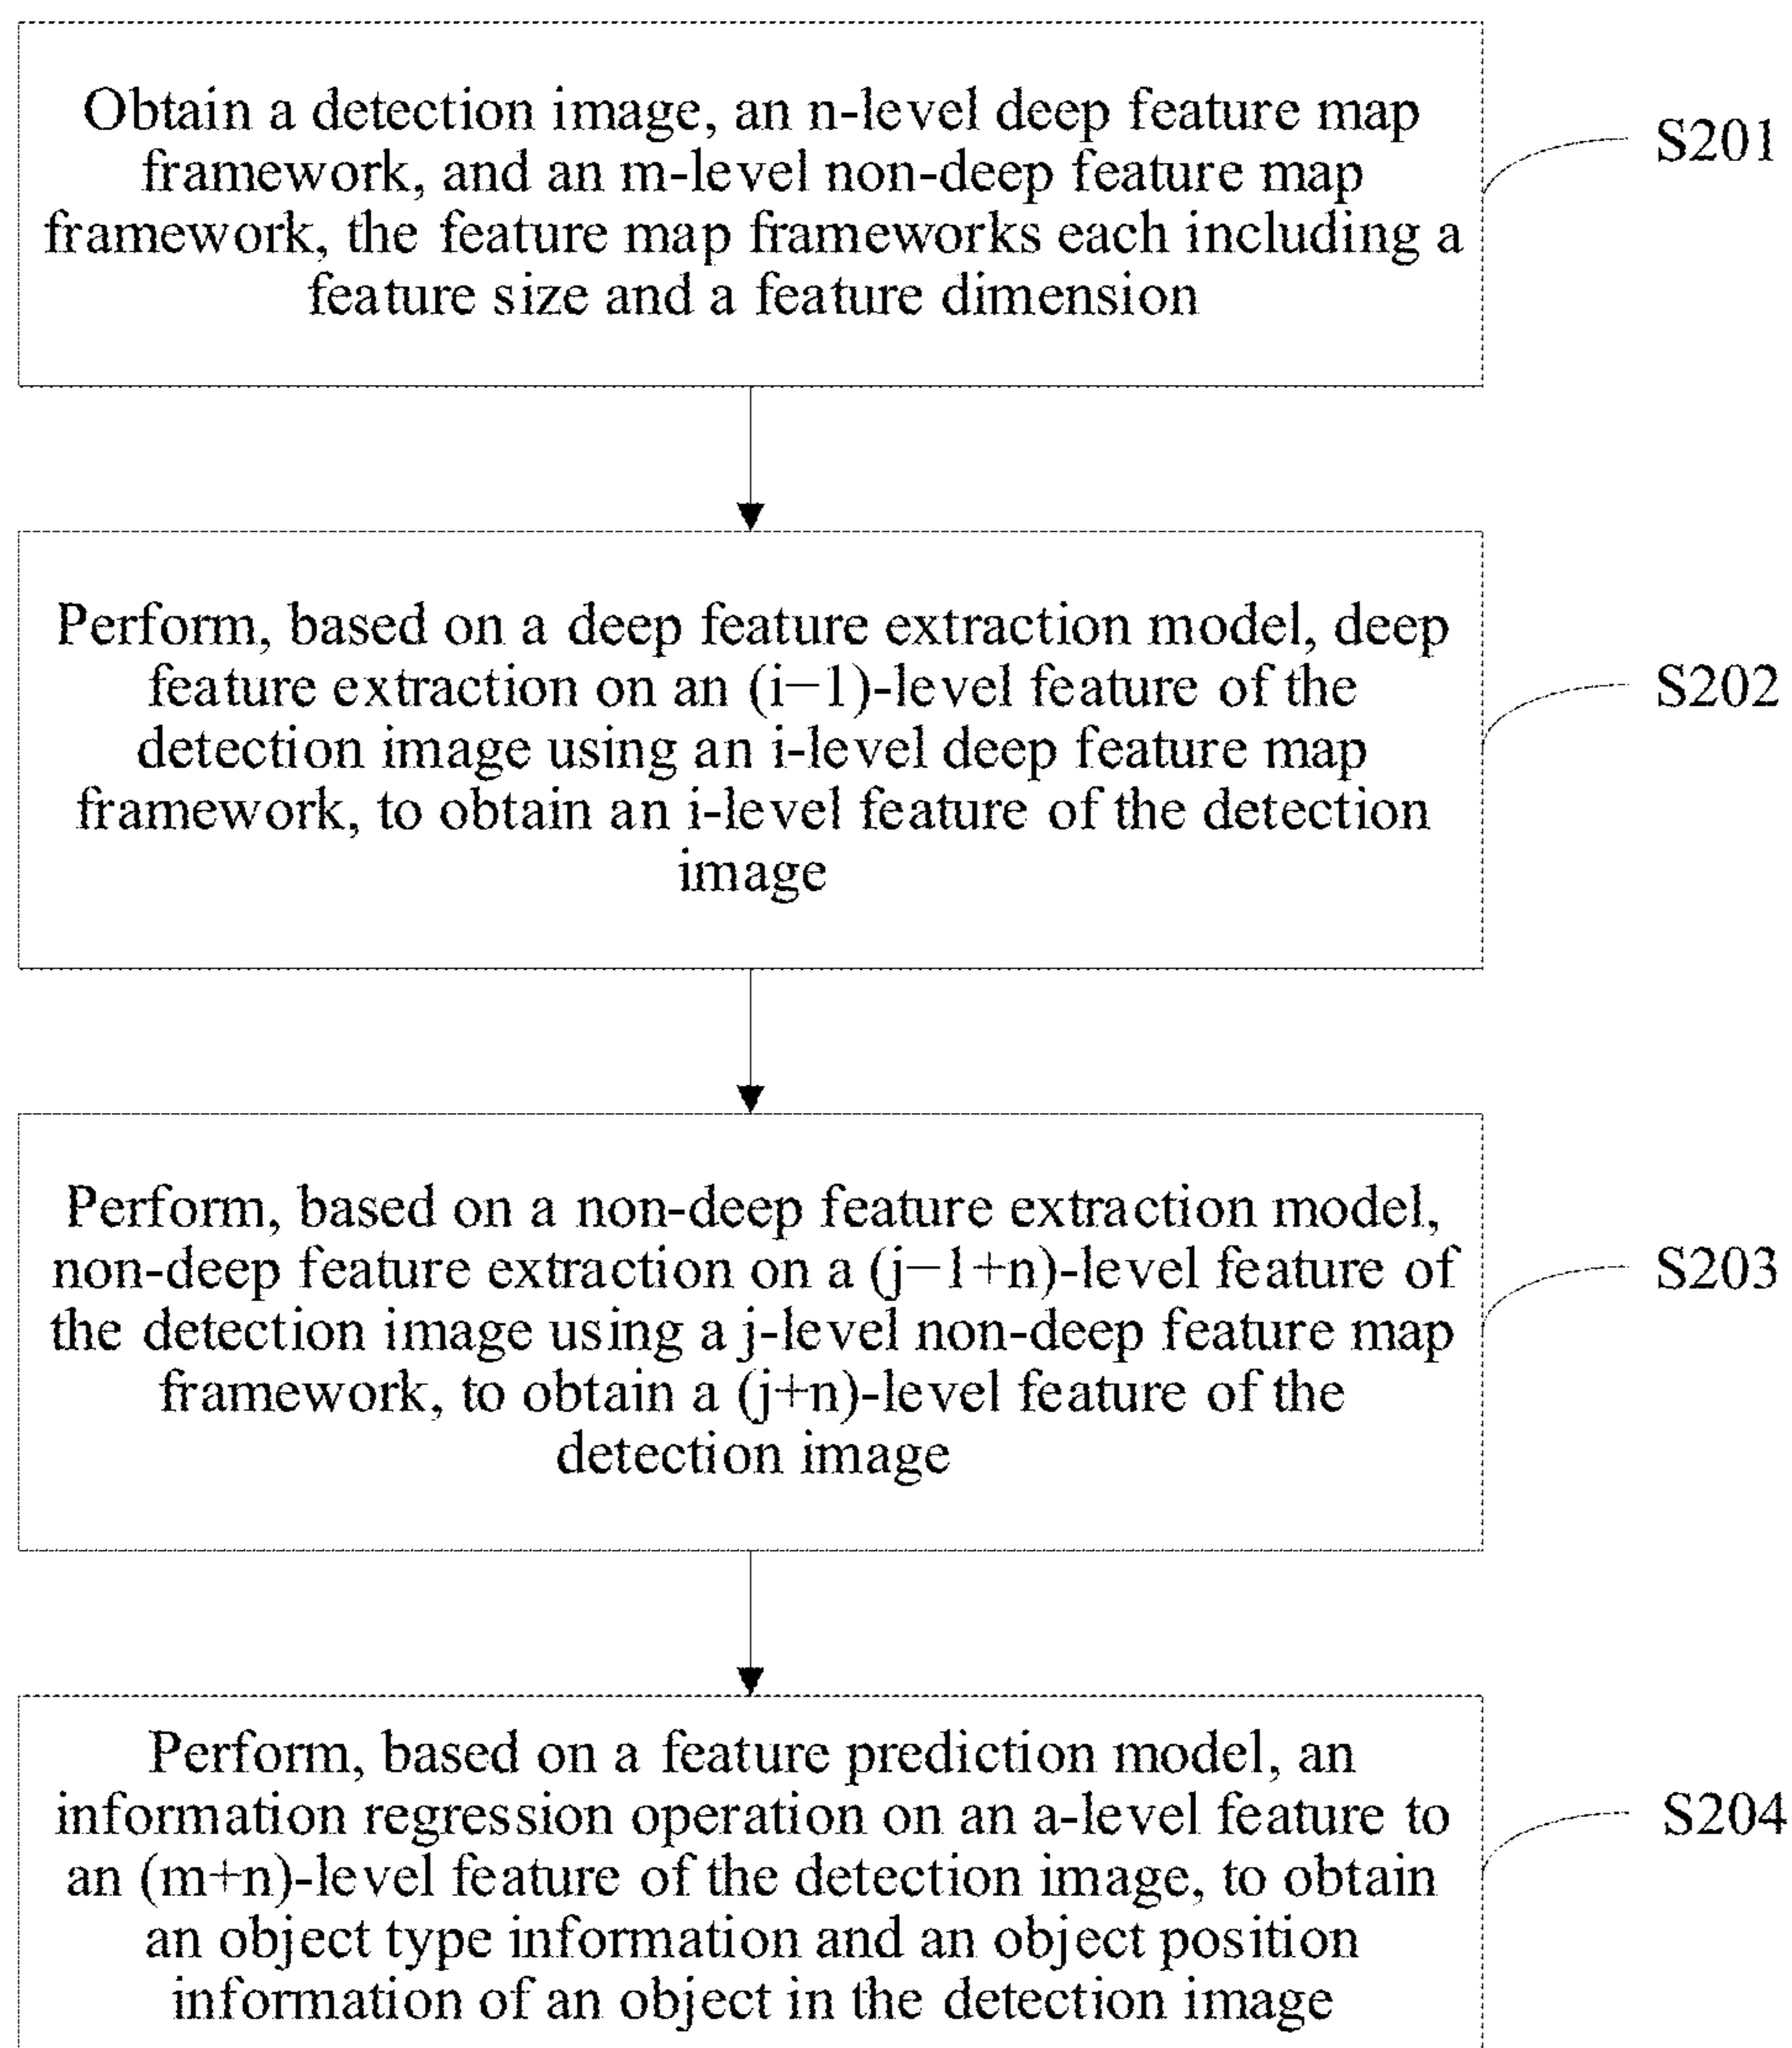 Obtain a detection image, an n-level deep feature map
framework, and an m-level non-deep feature map
framework, the feature map frameworks each including a
feature size and a feature dimension
S201
Perform, based on a deep feature extraction model, deep
feature extraction on an (i−1)-level feature of the
detection image using an i-level deep feature map
framework, to obtain an i-level feature of the detection
image
S202
Perform, based on a non-deep feature extraction model,
non-deep feature extraction on a (j−1+n)-level feature of
the detection image using a j-level non-deep feature map
framework, to obtain a (j+n)-level feature of the
detection image
S203
Perform, based on a feature prediction model, an
information regression operation on an a-level feature to
an (m+n)-level feature of the detection image, to obtain
an object type information and an object position
information of an object in the detection image
S204